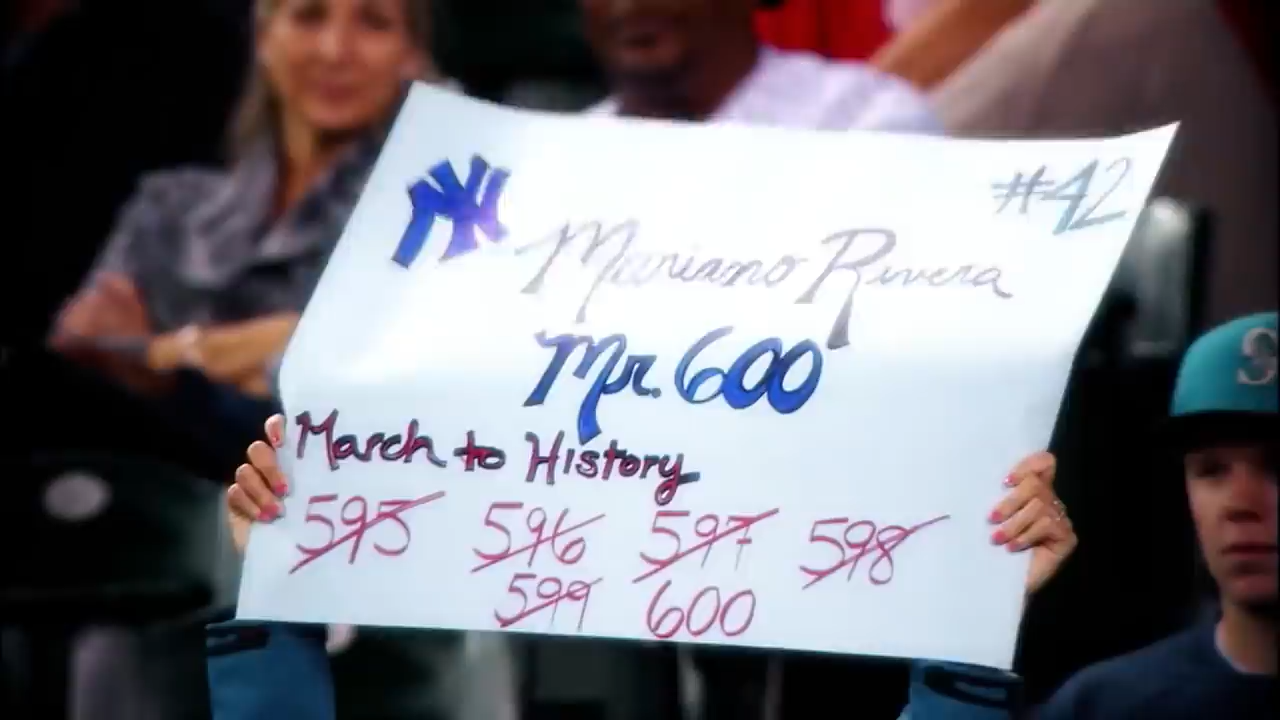 NY
#42
Mariano Rivera
Mr. 600
March to History
595 596 597 598
599 600
S